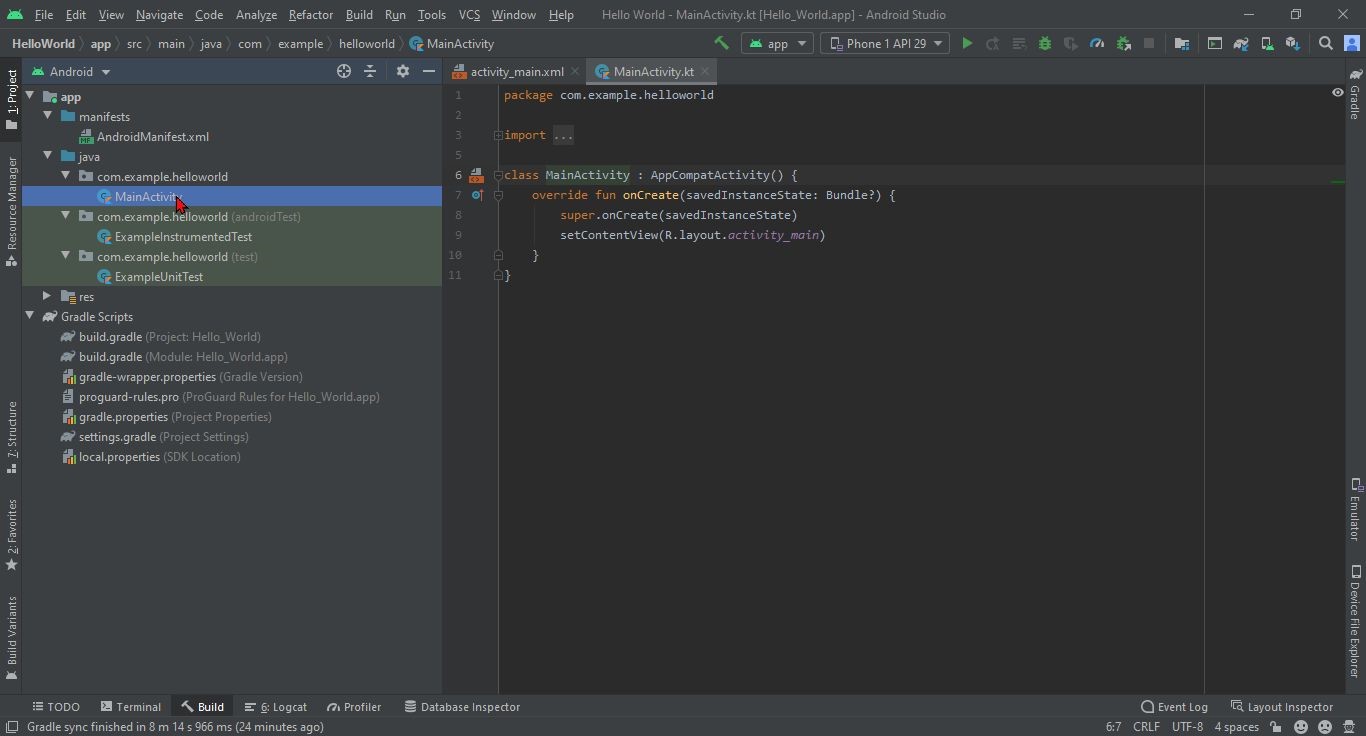 File Edit View Navigate Code Analyze Refactor Build Run Tools VCS Window Help Hello World - MainActivity.kt [Hello_World.app] - Android Studio
HelloWorld app src main java com example helloworld MainActivity app Phone 1 API 29
1: Project
Resource Manager
7: Structure
2: Favorites
Build Variants
Android
app
manifests
AndroidManifest.xml
java
com.example.helloworld
MainActivity
com.example.helloworld (androidTest)
ExampleInstrumentedTest
com.example.helloworld (test)
ExampleUnitTest
res
Gradle Scripts
build.gradle (Project: Hello_World)
build.gradle (Module: Hello_World.app)
gradle-wrapper.properties (Gradle Version)
proguard-rules.pro (ProGuard Rules for Hello_World.app)
gradle.properties (Project Properties)
settings.gradle (Project Settings)
local.properties (SDK Location)
activity_main.xml MainActivity.kt
1 package com.example.helloworld
2
3 import ...
5
6 class MainActivity : AppCompatActivity() {
7 override fun onCreate(savedInstanceState: Bundle?) {
8 super.onCreate(savedInstanceState)
9 setContentView(R.layout.activity_main)
10 }
11 }
Gradle
Emulator
Device File Explorer
TODO Terminal Build 6: Logcat Profiler Database Inspector Event Log Layout Inspector
Gradle sync finished in 8 m 14 s 966 ms (24 minutes ago) 6:7 CRLF UTF-8 4 spaces